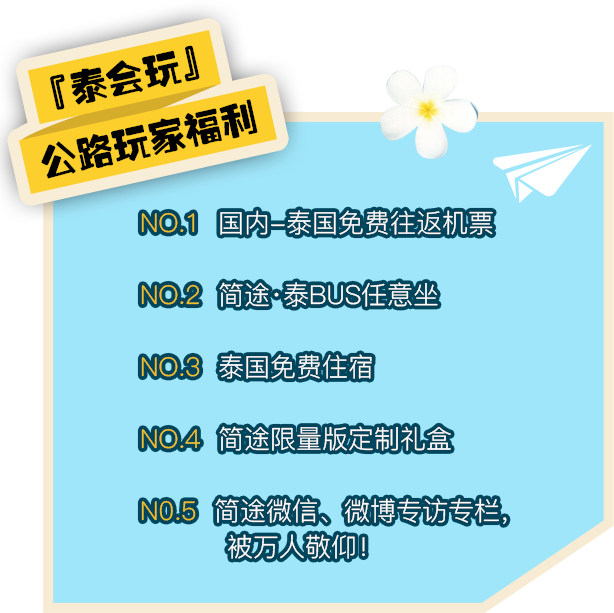 『泰会玩』
公路玩家福利
NO.1 国内-泰国免费往返机票
NO.2 简途·泰BUS任意坐
NO.3 泰国免费住宿
NO.4 简途限量版定制礼盒
NO.5 简途微信、微博专访专栏,
被万人敬仰!